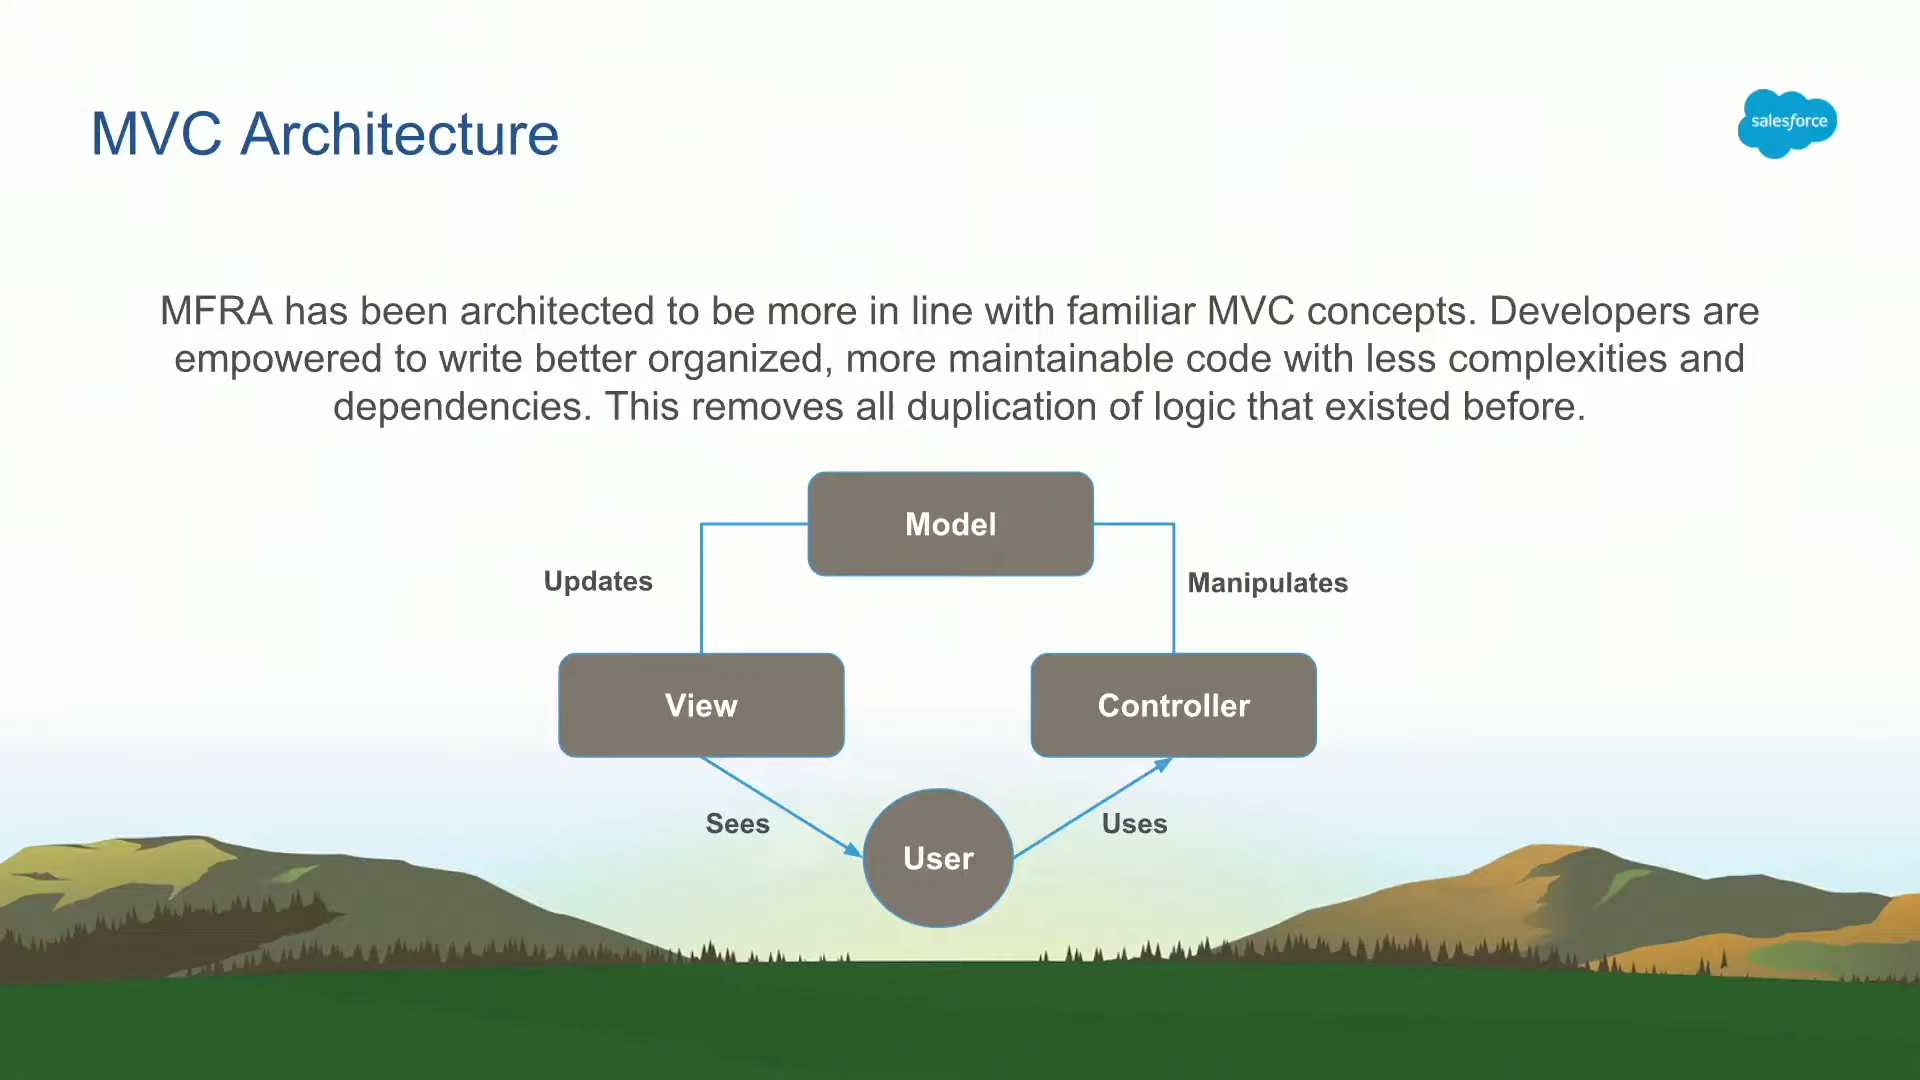 MVC Architecture
salesforce
MFRA has been architected to be more in line with familiar MVC concepts. Developers are
empowered to write better organized, more maintainable code with less complexities and
dependencies. This removes all duplication of logic that existed before.
Model
Updates
Manipulates
View
Controller
Sees
Uses
User